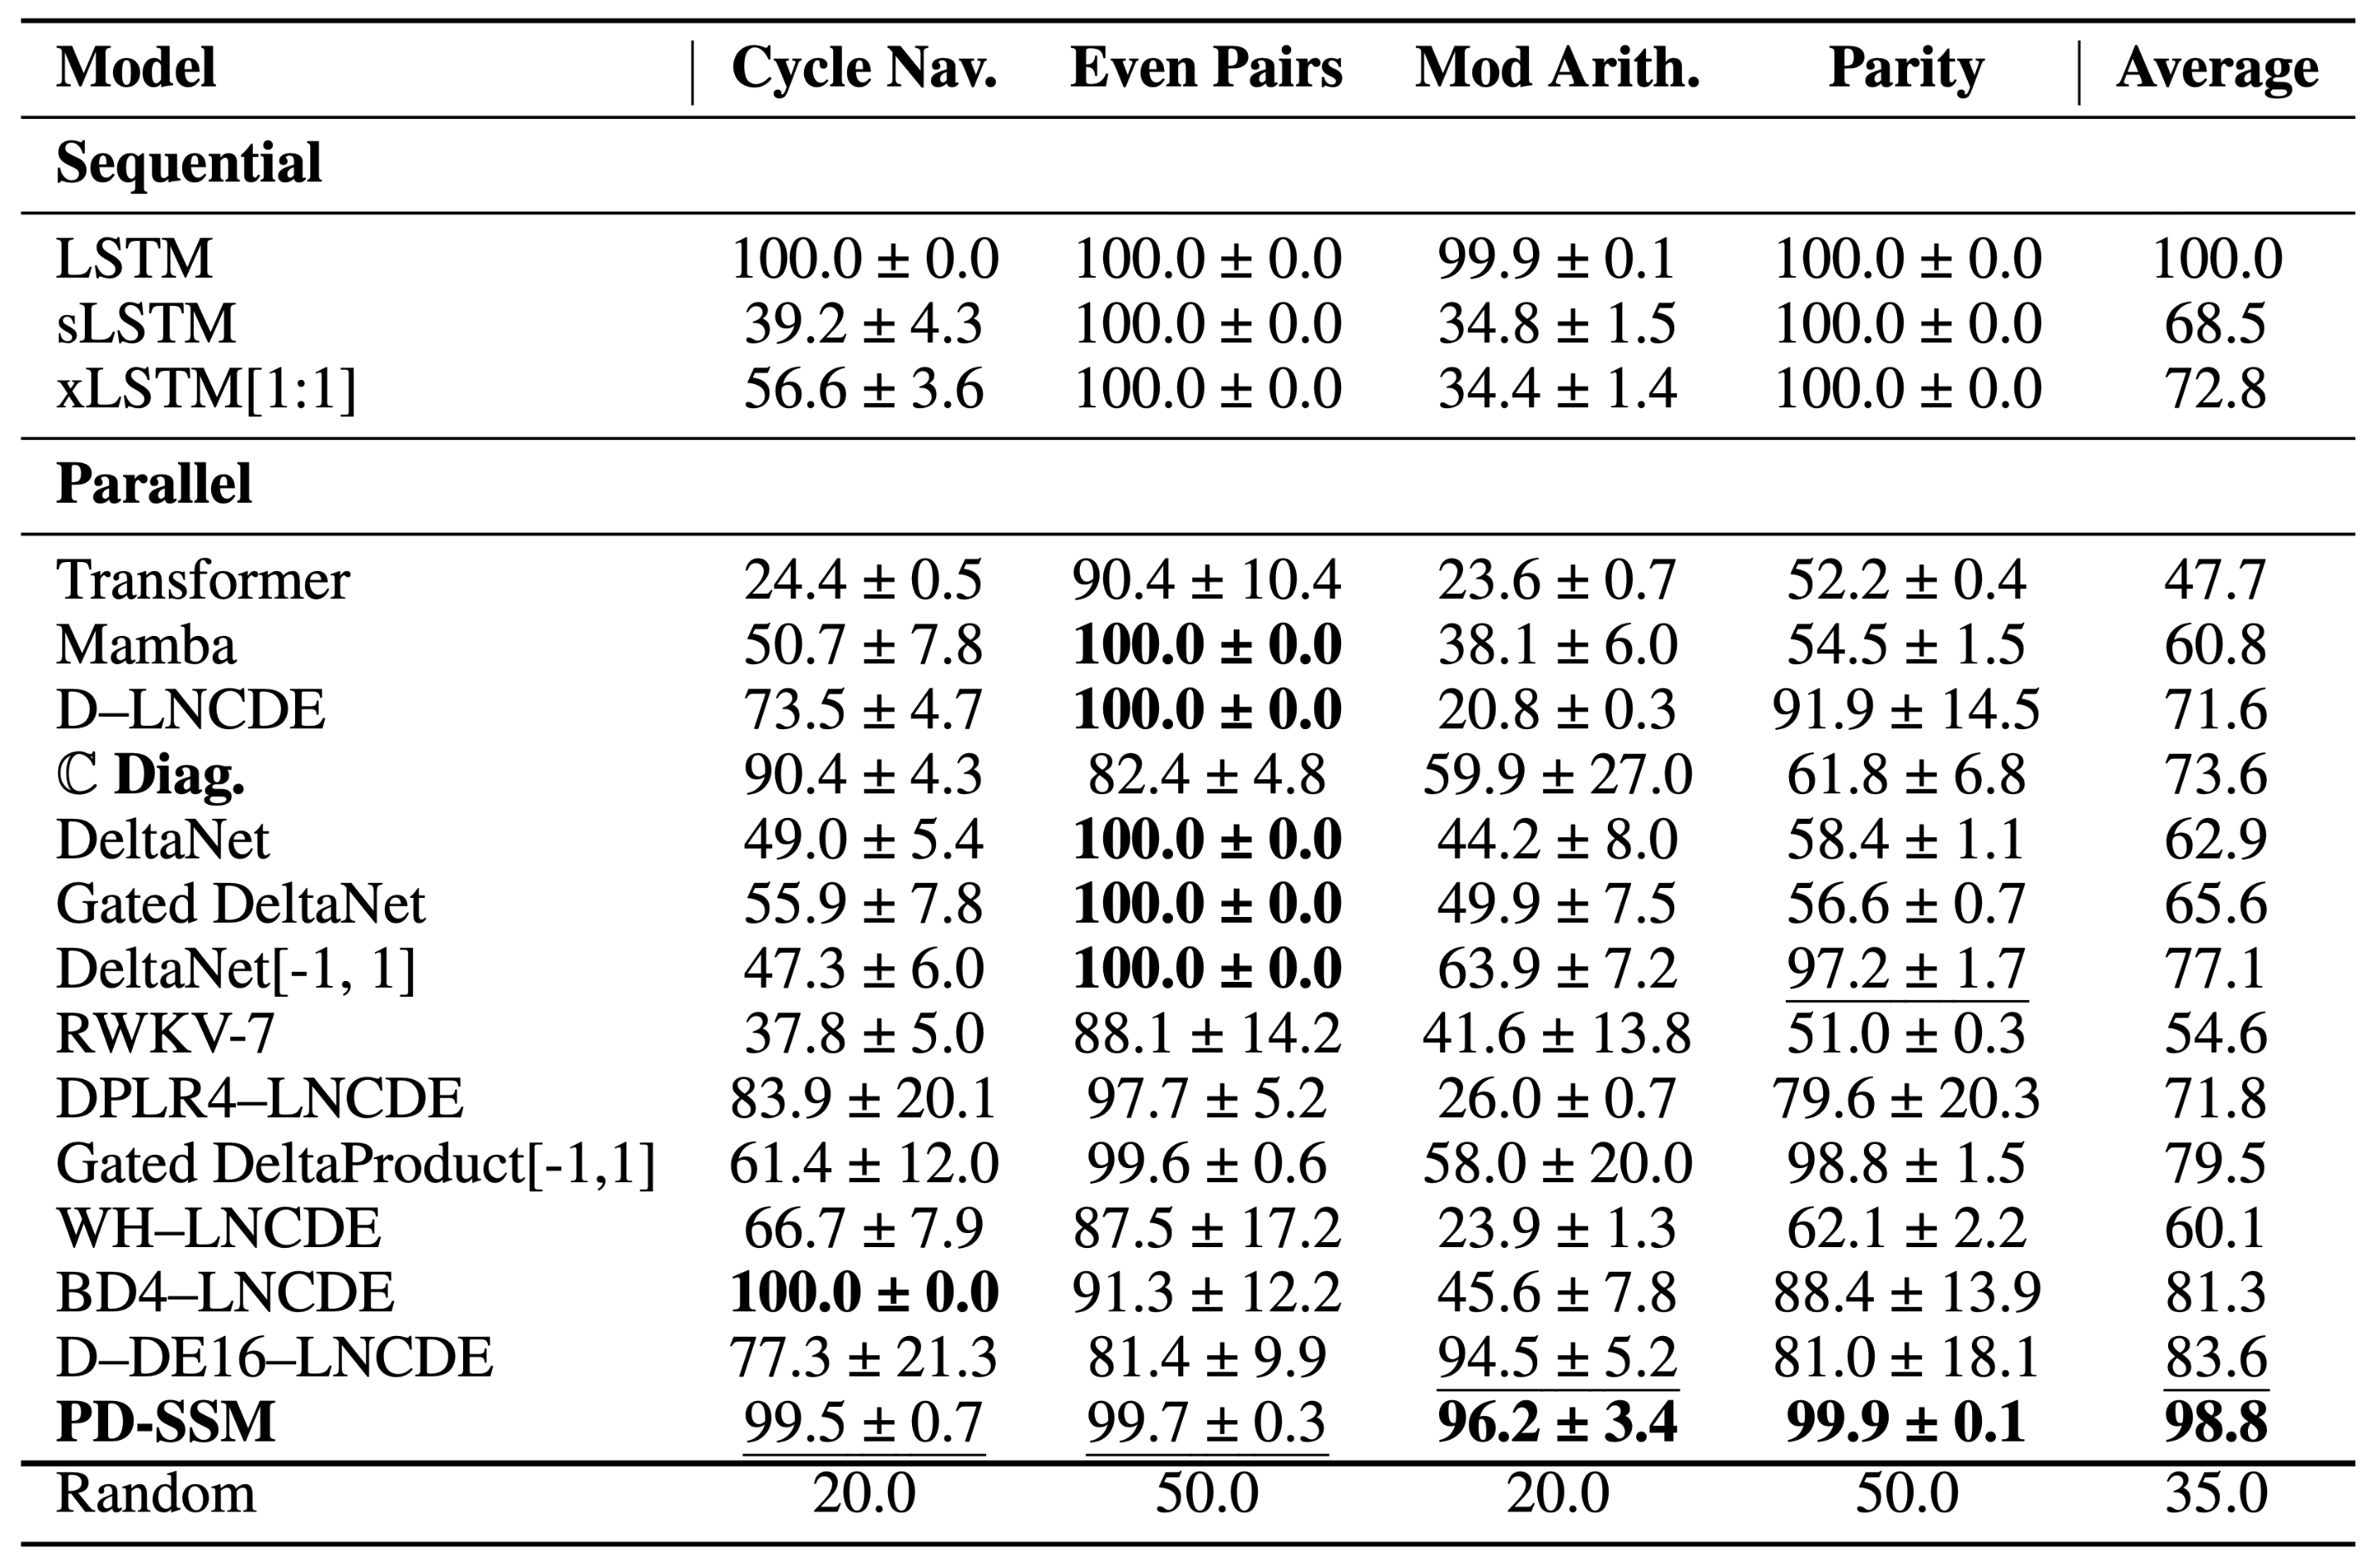 Model Cycle Nav. Even Pairs Mod Arith. Parity Average
Sequential
LSTM 100.0 ± 0.0 100.0 ± 0.0 99.9 ± 0.1 100.0 ± 0.0 100.0
sLSTM 39.2 ± 4.3 100.0 ± 0.0 34.8 ± 1.5 100.0 ± 0.0 68.5
xLSTM[1:1] 56.6 ± 3.6 100.0 ± 0.0 34.4 ± 1.4 100.0 ± 0.0 72.8
Parallel
Transformer 24.4 ± 0.5 90.4 ± 10.4 23.6 ± 0.7 52.2 ± 0.4 47.7
Mamba 50.7 ± 7.8 100.0 ± 0.0 38.1 ± 6.0 54.5 ± 1.5 60.8
D–LNCDE 73.5 ± 4.7 100.0 ± 0.0 20.8 ± 0.3 91.9 ± 14.5 71.6
ℂ Diag. 90.4 ± 4.3 82.4 ± 4.8 59.9 ± 27.0 61.8 ± 6.8 73.6
DeltaNet 49.0 ± 5.4 100.0 ± 0.0 44.2 ± 8.0 58.4 ± 1.1 62.9
Gated DeltaNet 55.9 ± 7.8 100.0 ± 0.0 49.9 ± 7.5 56.6 ± 0.7 65.6
DeltaNet[-1, 1] 47.3 ± 6.0 100.0 ± 0.0 63.9 ± 7.2 97.2 ± 1.7 77.1
RWKV-7 37.8 ± 5.0 88.1 ± 14.2 41.6 ± 13.8 51.0 ± 0.3 54.6
DPLR4–LNCDE 83.9 ± 20.1 97.7 ± 5.2 26.0 ± 0.7 79.6 ± 20.3 71.8
Gated DeltaProduct[-1,1] 61.4 ± 12.0 99.6 ± 0.6 58.0 ± 20.0 98.8 ± 1.5 79.5
WH–LNCDE 66.7 ± 7.9 87.5 ± 17.2 23.9 ± 1.3 62.1 ± 2.2 60.1
BD4–LNCDE 100.0 ± 0.0 91.3 ± 12.2 45.6 ± 7.8 88.4 ± 13.9 81.3
D–DE16–LNCDE 77.3 ± 21.3 81.4 ± 9.9 94.5 ± 5.2 81.0 ± 18.1 83.6
PD-SSM 99.5 ± 0.7 99.7 ± 0.3 96.2 ± 3.4 99.9 ± 0.1 98.8
Random 20.0 50.0 20.0 50.0 35.0